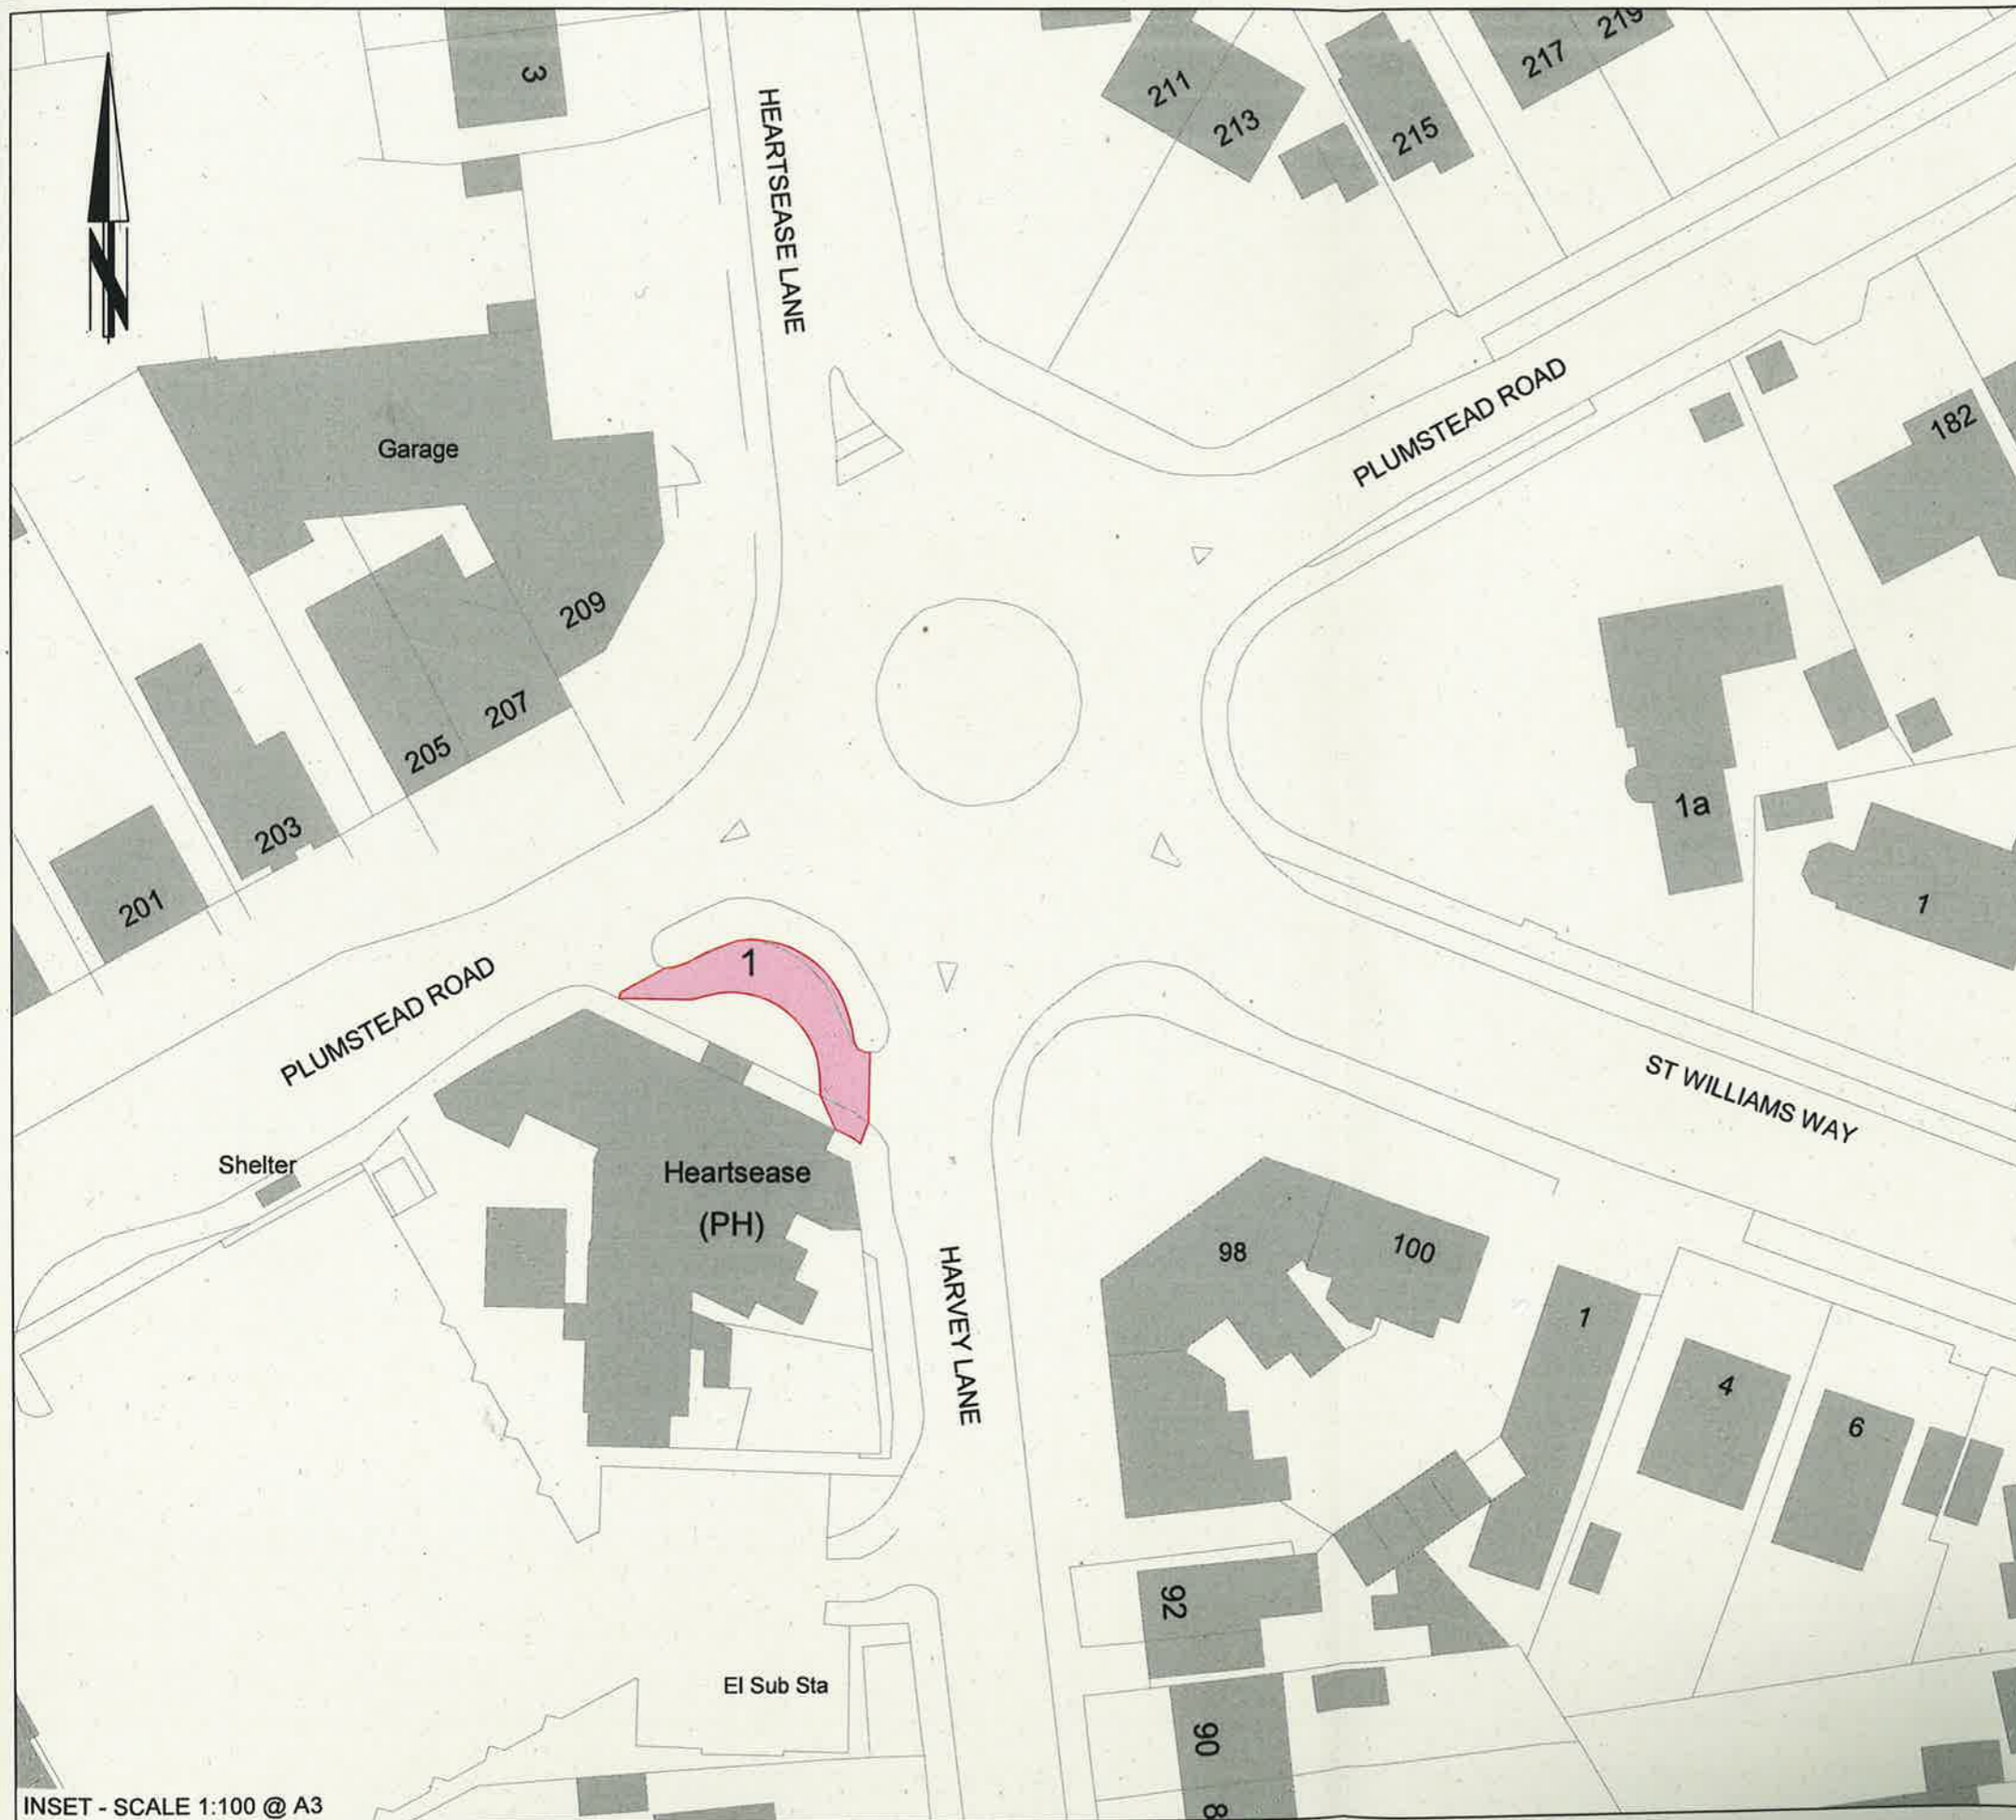 3
HEARTSEASE LANE
211
213
215
217
219
Garage
PLUMSTEAD ROAD
182
209
207
205
203
201
1a
1
1
PLUMSTEAD ROAD
ST WILLIAMS WAY
Shelter
Heartsease
(PH)
HARVEY LANE
98
100
1
4
6
92
El Sub Sta
90
8
N
INSET - SCALE 1:100 @ A3